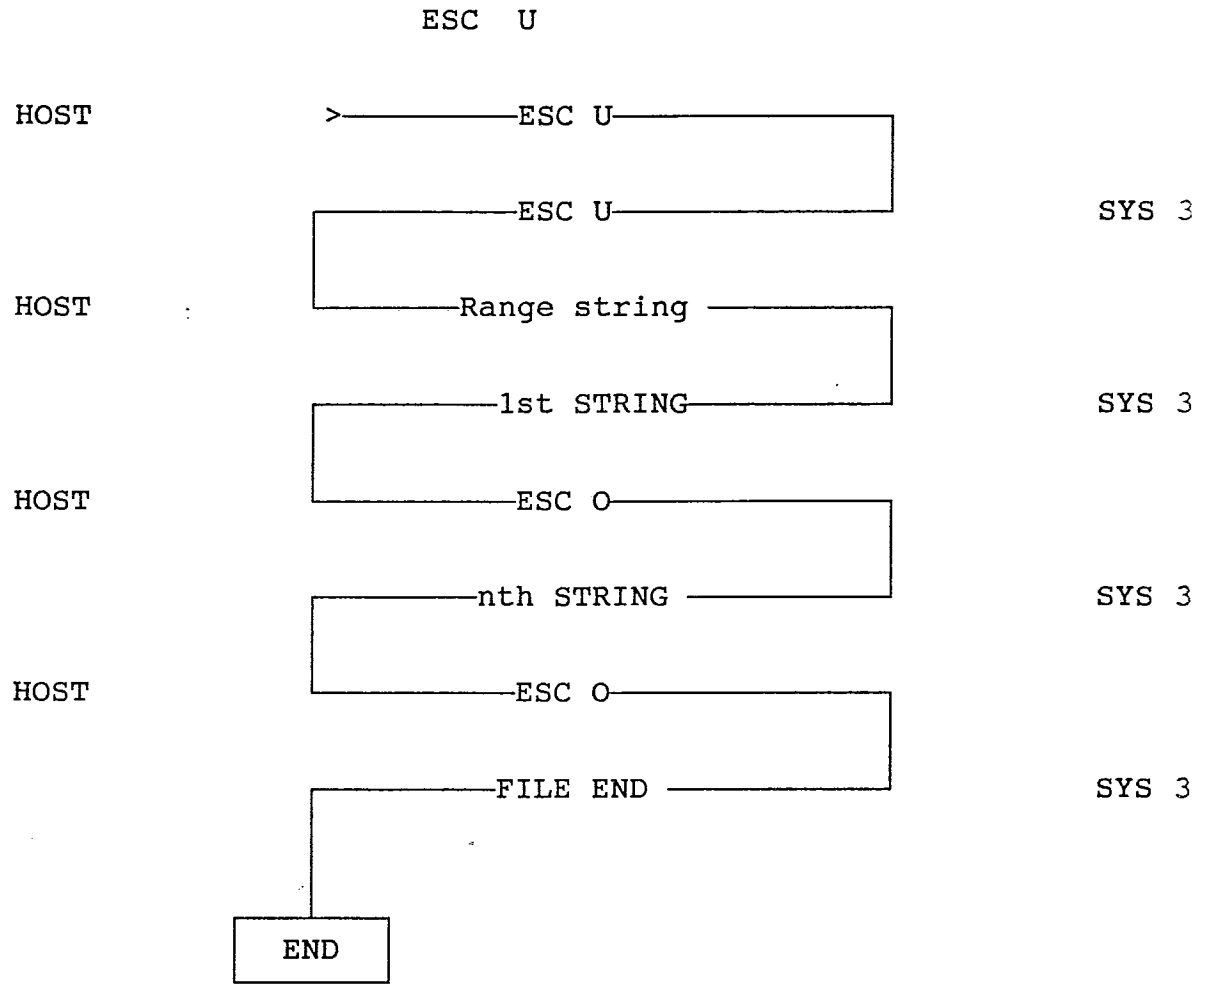 ESC U
HOST > ESC U
ESC U SYS 3
HOST Range string
1st STRING SYS 3
HOST ESC O
nth STRING SYS 3
HOST ESC O
FILE END SYS 3
END